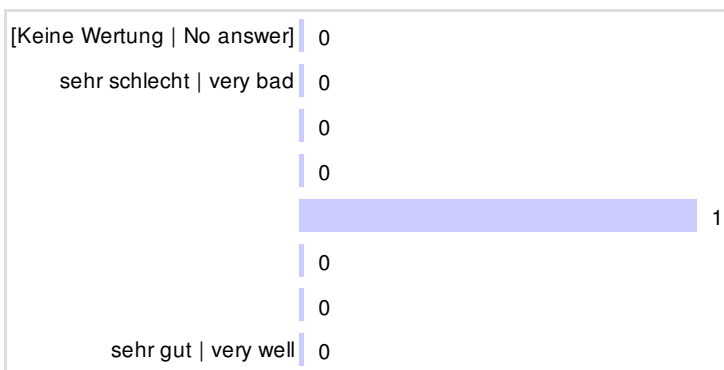 [Keine Wertung | No answer] 0
sehr schlecht | very bad 0
0
0
1
0
0
sehr gut | very well 0